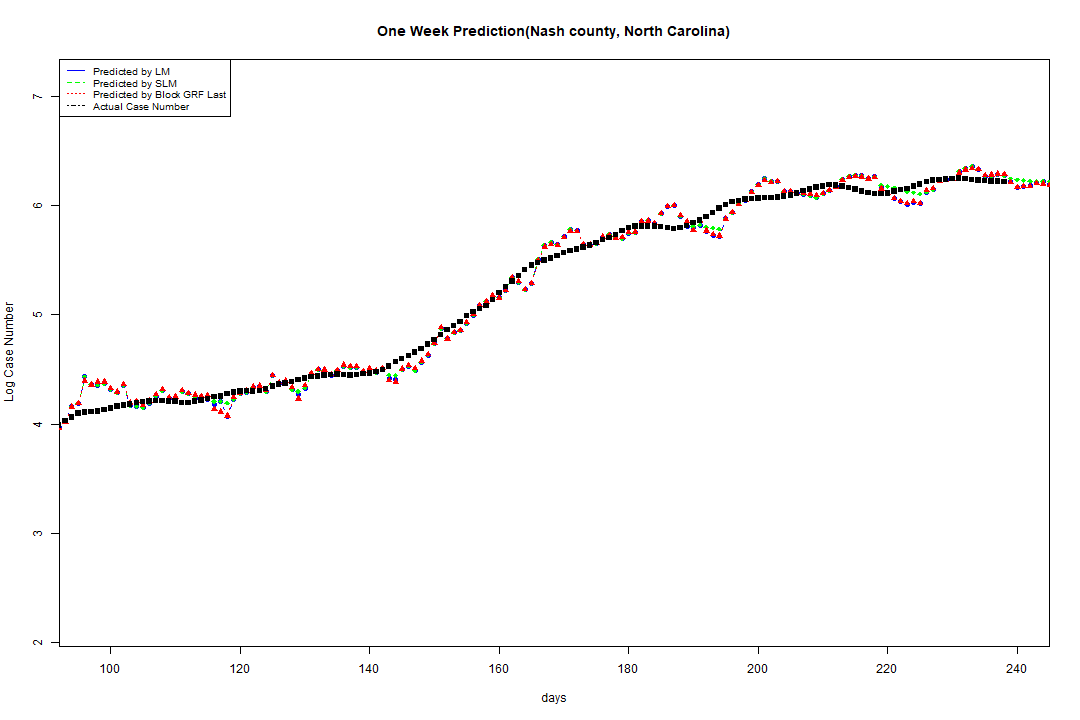 One Week Prediction(Nash county, North Carolina)
Predicted by LM
Predicted by SLM
Predicted by Block GRF Last
Actual Case Number
7
6
5
4
3
2
Log Case Number
100 120 140 160 180 200 220 240
days